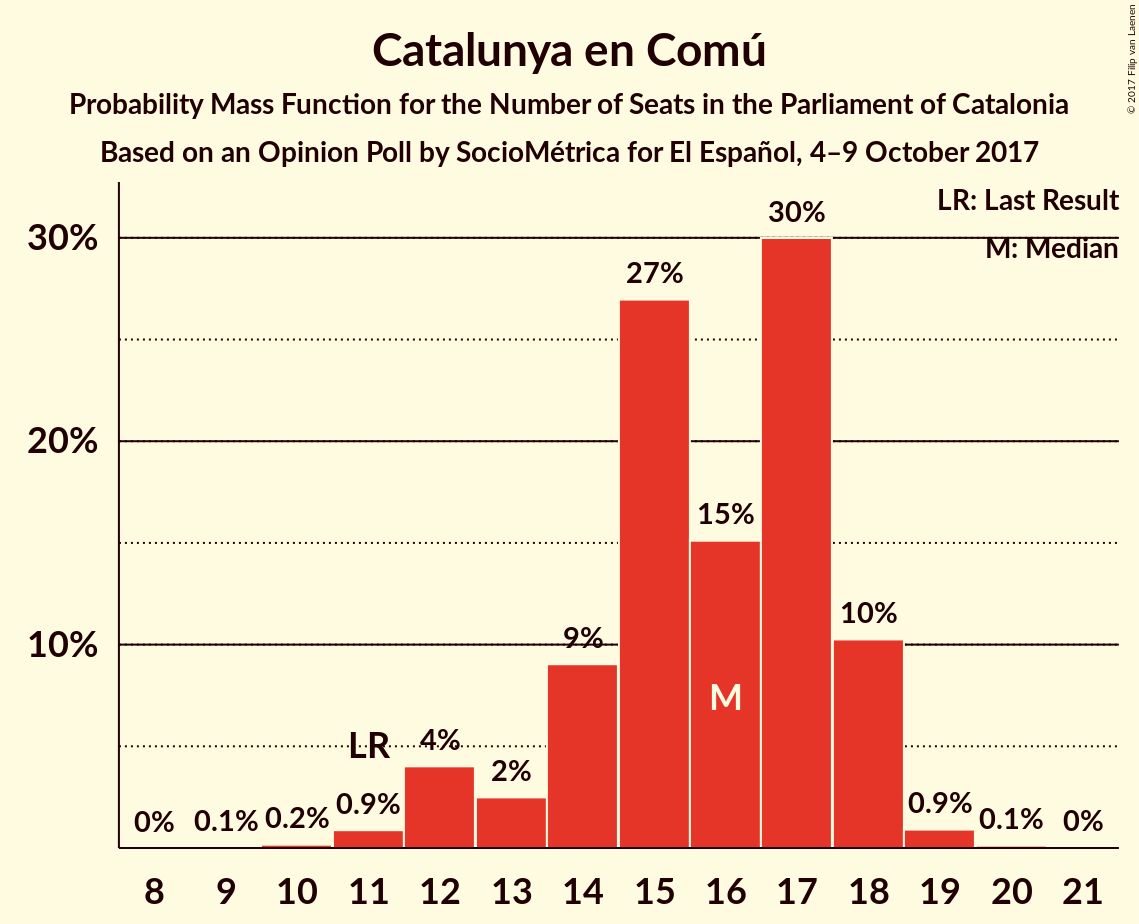 Catalunya en Comú
Probability Mass Function for the Number of Seats in the Parliament of Catalonia
Based on an Opinion Poll by SocioMétrica for El Español, 4–9 October 2017
© 2017 Filip van Laenen
LR: Last Result
M: Median
30%
20%
10%
0%
0.1%
0.2%
0.9%
LR
4%
2%
9%
27%
15%
M
30%
10%
0.9%
0.1%
0%
8 9 10 11 12 13 14 15 16 17 18 19 20 21